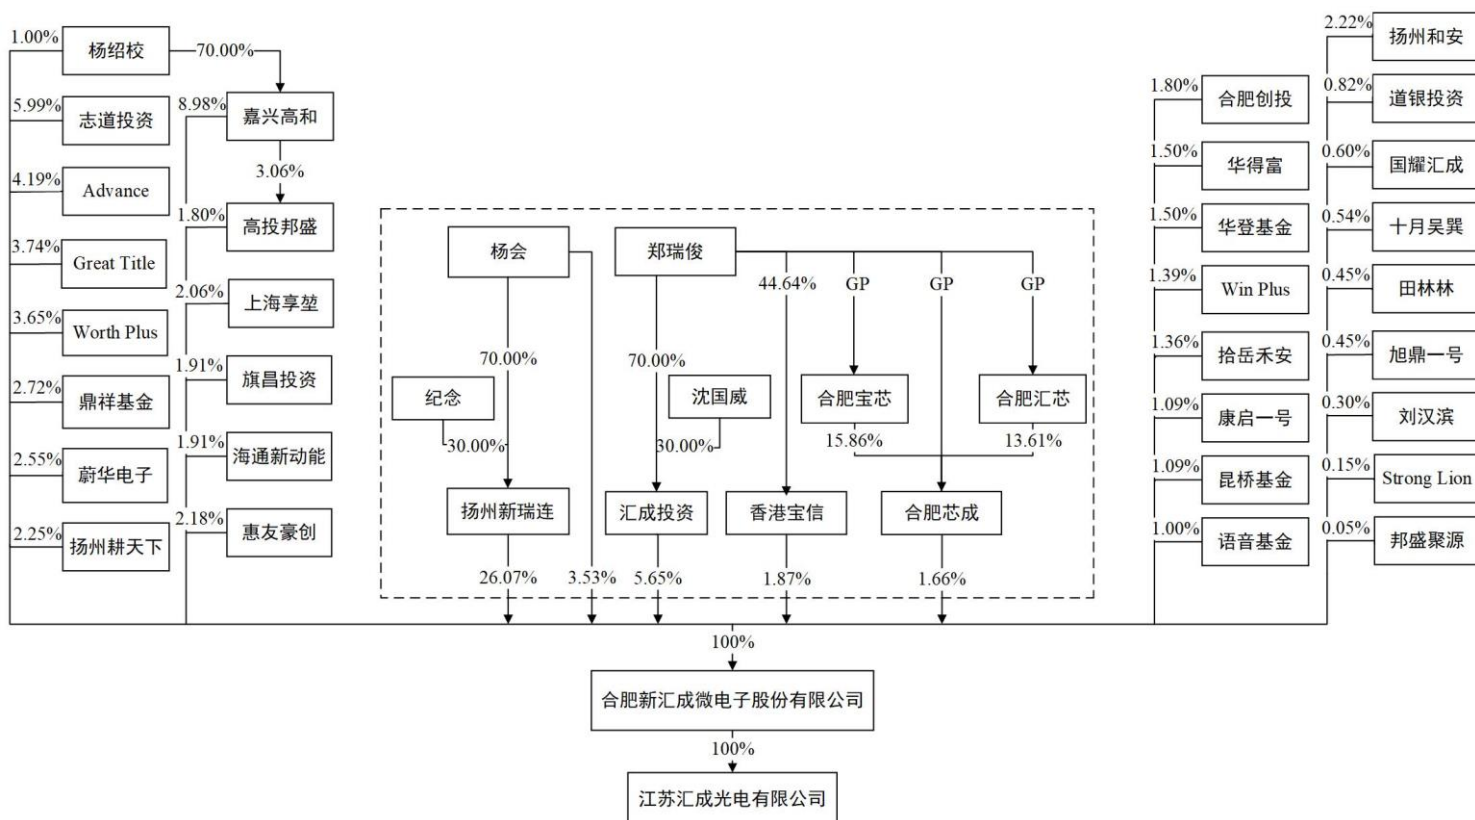 1.00%
杨绍校
70.00%
5.99%
志道投资
8.98%
嘉兴高和
4.19%
Advance
3.06%
1.80%
高投邦盛
3.74%
Great Title
2.06%
上海享堃
3.65%
Worth Plus
1.91%
旗昌投资
2.72%
鼎祥基金
1.91%
海通新动能
2.55%
蔚华电子
2.18%
惠友豪创
2.25%
扬州耕天下
杨会
郑瑞俊
44.64%
GP
GP
GP
70.00%
70.00%
纪念
30.00%
沈国威
30.00%
合肥宝芯
合肥汇芯
15.86%
13.61%
扬州新瑞连
汇成投资
香港宝信
合肥芯成
26.07%
3.53%
5.65%
1.87%
1.66%
1.80%
合肥创投
1.50%
华得富
1.50%
华登基金
1.39%
Win Plus
1.36%
拾岳禾安
1.09%
康启一号
1.09%
昆桥基金
1.00%
语音基金
2.22%
扬州和安
0.82%
道银投资
0.60%
国耀汇成
0.54%
十月吴巽
0.45%
田林林
0.45%
旭鼎一号
0.30%
刘汉滨
0.15%
Strong Lion
0.05%
邦盛聚源
100%
合肥新汇成微电子股份有限公司
100%
江苏汇成光电有限公司